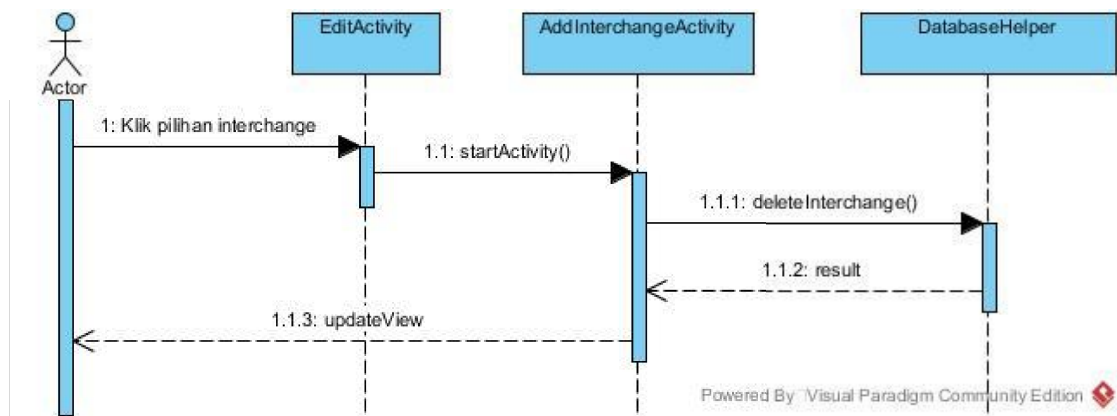 EditActivity
AddInterchangeActivity
DatabaseHelper
Actor
1: Klik pilihan interchange
1.1: startActivity()
1.1.1: deleteInterchange()
1.1.2: result
1.1.3: updateView
Powered By Visual Paradigm Community Edition